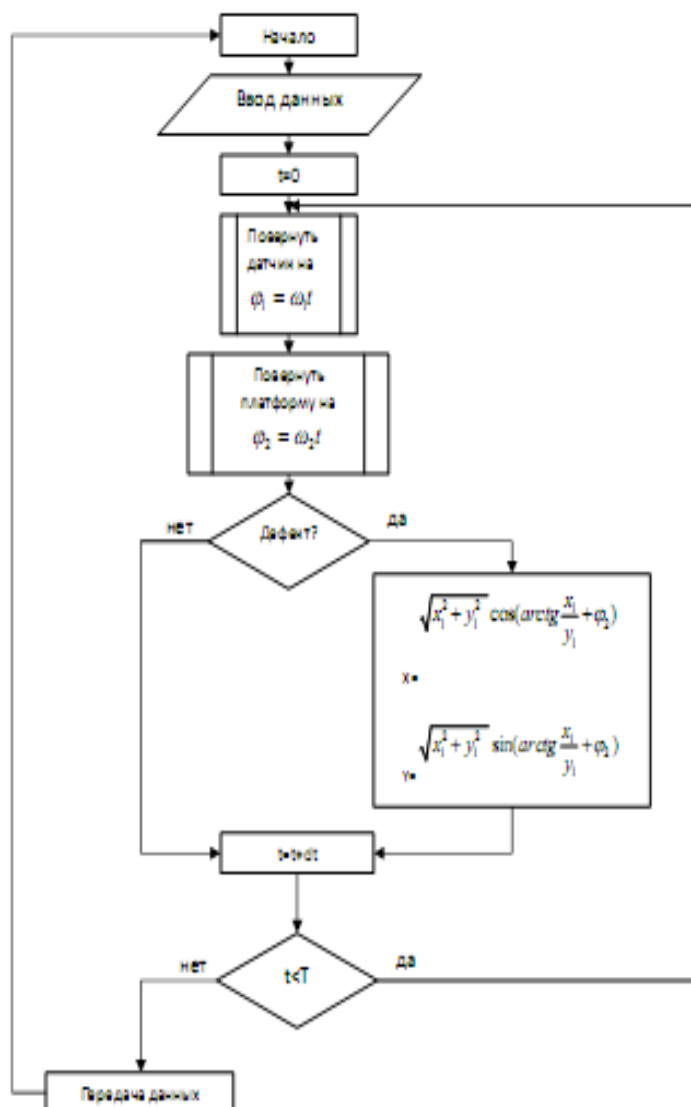 Начало
Ввод данных
t=0
Повернуть
датчик на
φ₁ = ω₁t
Повернуть
платформу на
φ₂ = ω₂t
нет
Дефект?
да
√(x₁² + y₁²) cos(arctg x₁/y₁ + φ₂)
X=
√(x₁² + y₁²) sin(arctg x₁/y₁ + φ₂)
Y=
t=t+dt
нет
t<T
да
Передача данных